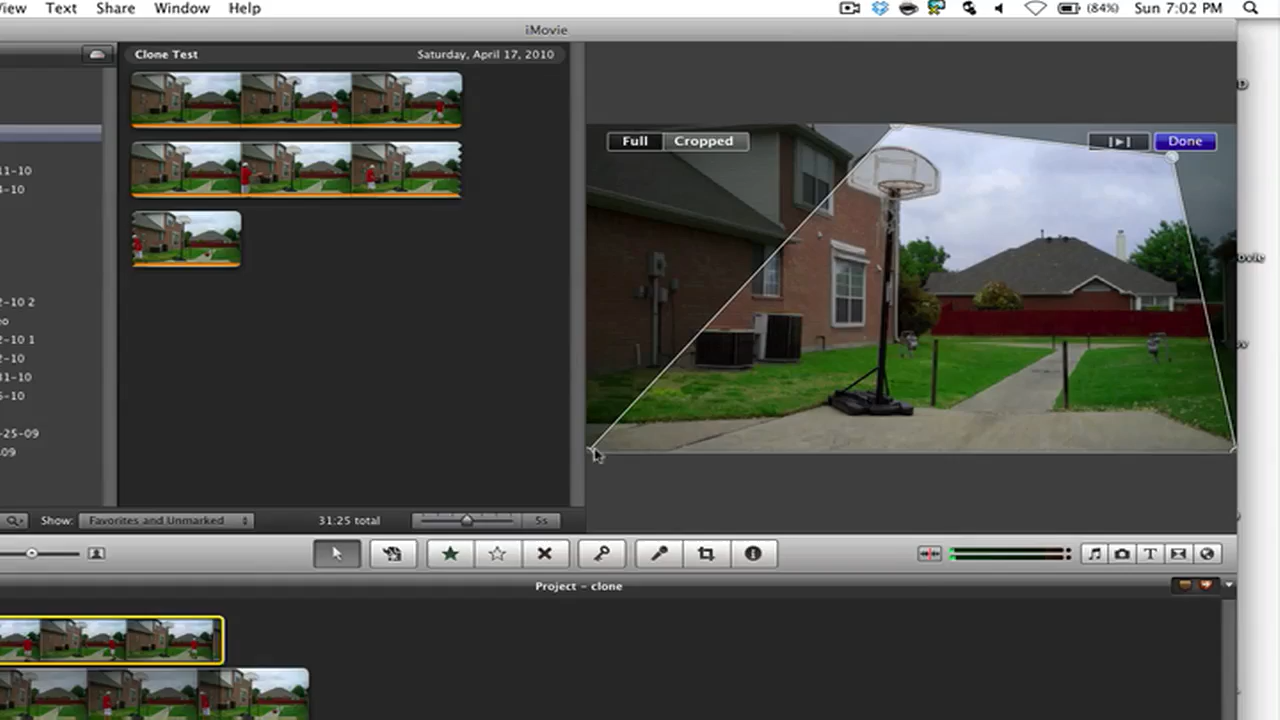 View Text Share Window Help (84%) Sun 7:02 PM
iMovie
Clone Test Saturday, April 17, 2010
Full Cropped Done
11-10
4-10
2-10 2
2-10 1
2-10
31-10
6-10
-25-09
-09
Show: Favorites and Unmarked 31:25 total 5s
Project - clone